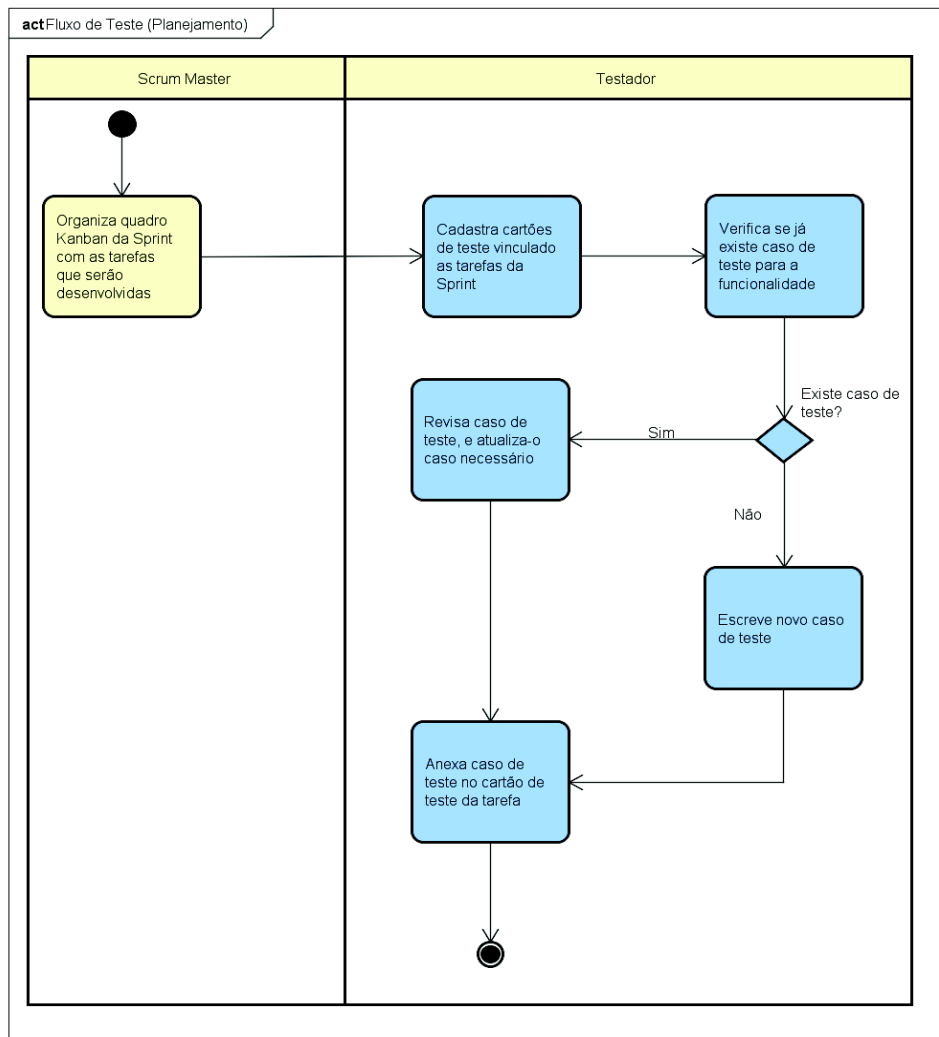 act Fluxo de Teste (Planejamento)
Scrum Master
Testador
Organiza quadro
Kanban da Sprint
com as tarefas
que serão
desenvolvidas
Cadastra cartões
de teste vinculado
as tarefas da
Sprint
Verifica se já
existe caso de
teste para a
funcionalidade
Existe caso de
teste?
Sim
Revisa caso de
teste, e atualiza-o
caso necessário
Não
Escreve novo caso
de teste
Anexa caso de
teste no cartão de
teste da tarefa